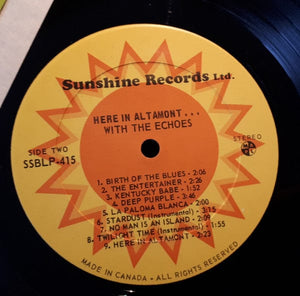 Sunshine Records Ltd.
HERE IN ALTAMONT...
WITH THE ECHOES
SIDE TWO
SSBLP-415
STEREO
1. BIRTH OF THE BLUES - 2:06
2. THE ENTERTAINER - 2:26
3. KENTUCKY BABE - 1:52
4. DEEP PURPLE - 3:46
5. LA PALOMA BLANCA - 2:00
6. STARDUST (Instrumental) - 3:15
7. NO MAN IS AN ISLAND - 2:09
8. TWILIGHT TIME (Instrumental) - 2:15
9. HERE IN ALTAMONT - 3:23
MADE IN CANADA - ALL RIGHTS RESERVED